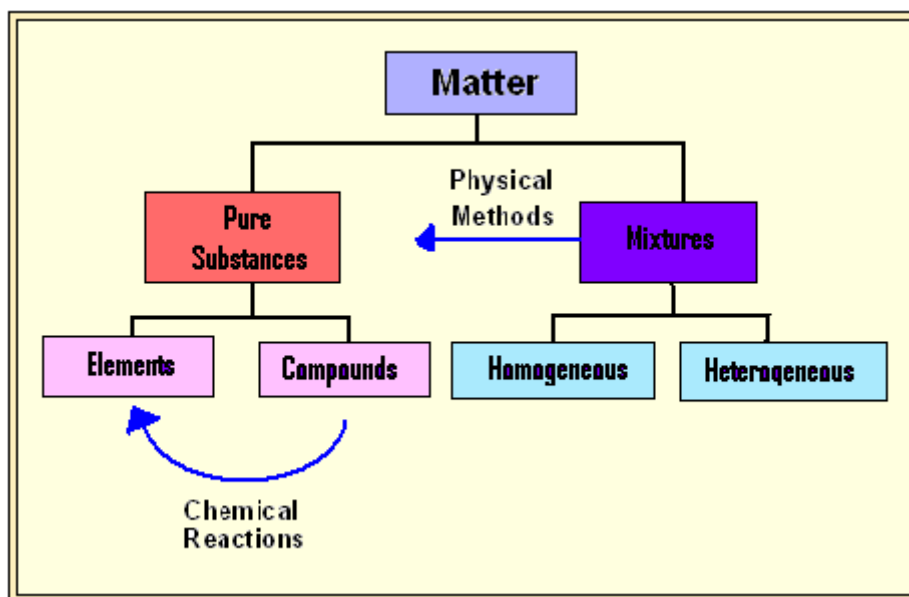 Matter
Physical
Methods
Pure
Substances
Mixtures
Elements
Compounds
Homogeneous
Heterogeneous
Chemical
Reactions